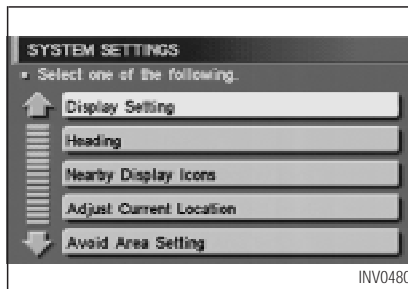 SYSTEM SETTINGS
Select one of the following.
Display Setting
Heading
Nearby Display Icons
Adjust Current Location
Avoid Area Setting
INV0480